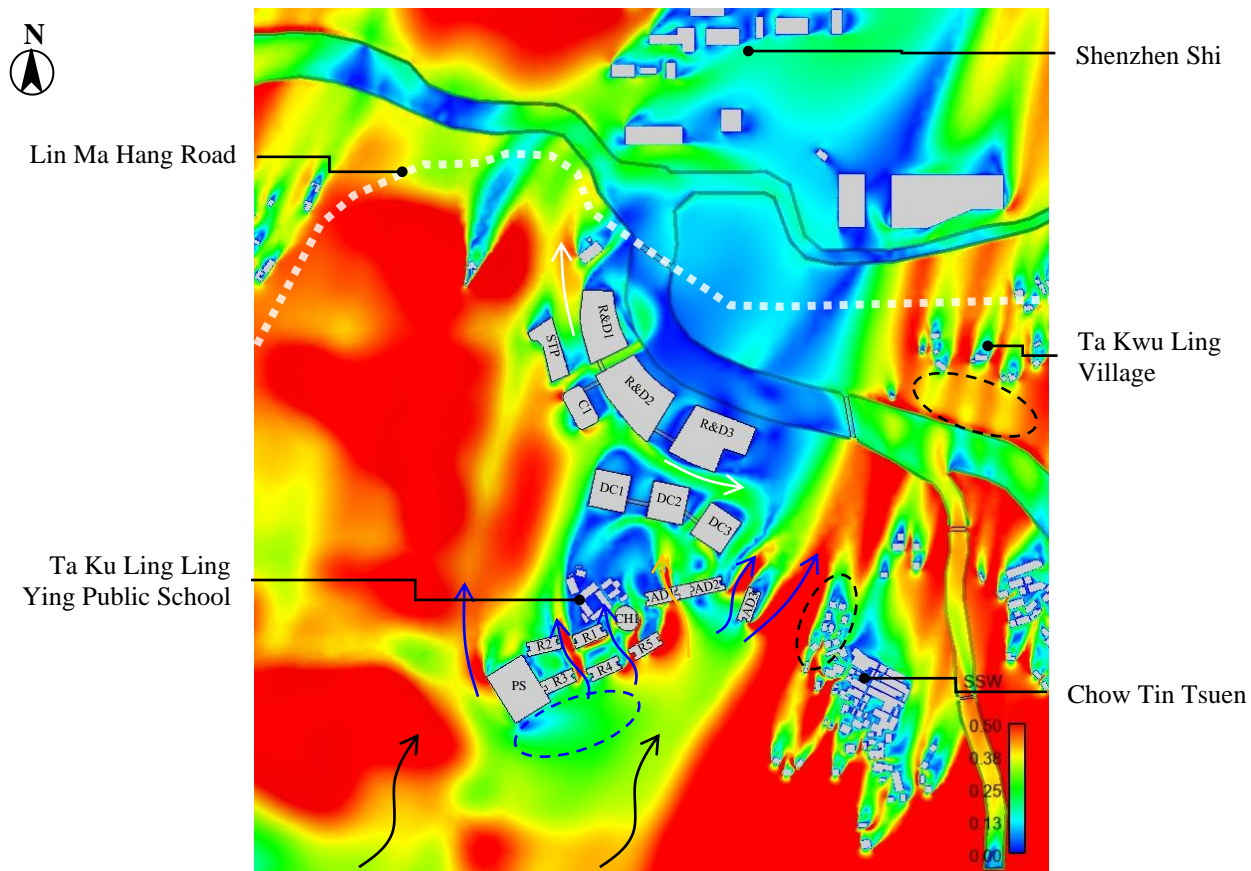 N
Shenzhen Shi
Lin Ma Hang Road
R&D1
STP
Ta Kwu Ling
Village
R&D2
C1
R&D3
DC1
DC2
DC3
Ta Ku Ling Ling
Ying Public School
AD1
AD2
AD3
CH1
R2
R1
R5
R4
R3
PS
Chow Tin Tsuen
SSW
0.50
0.38
0.25
0.13
0.00